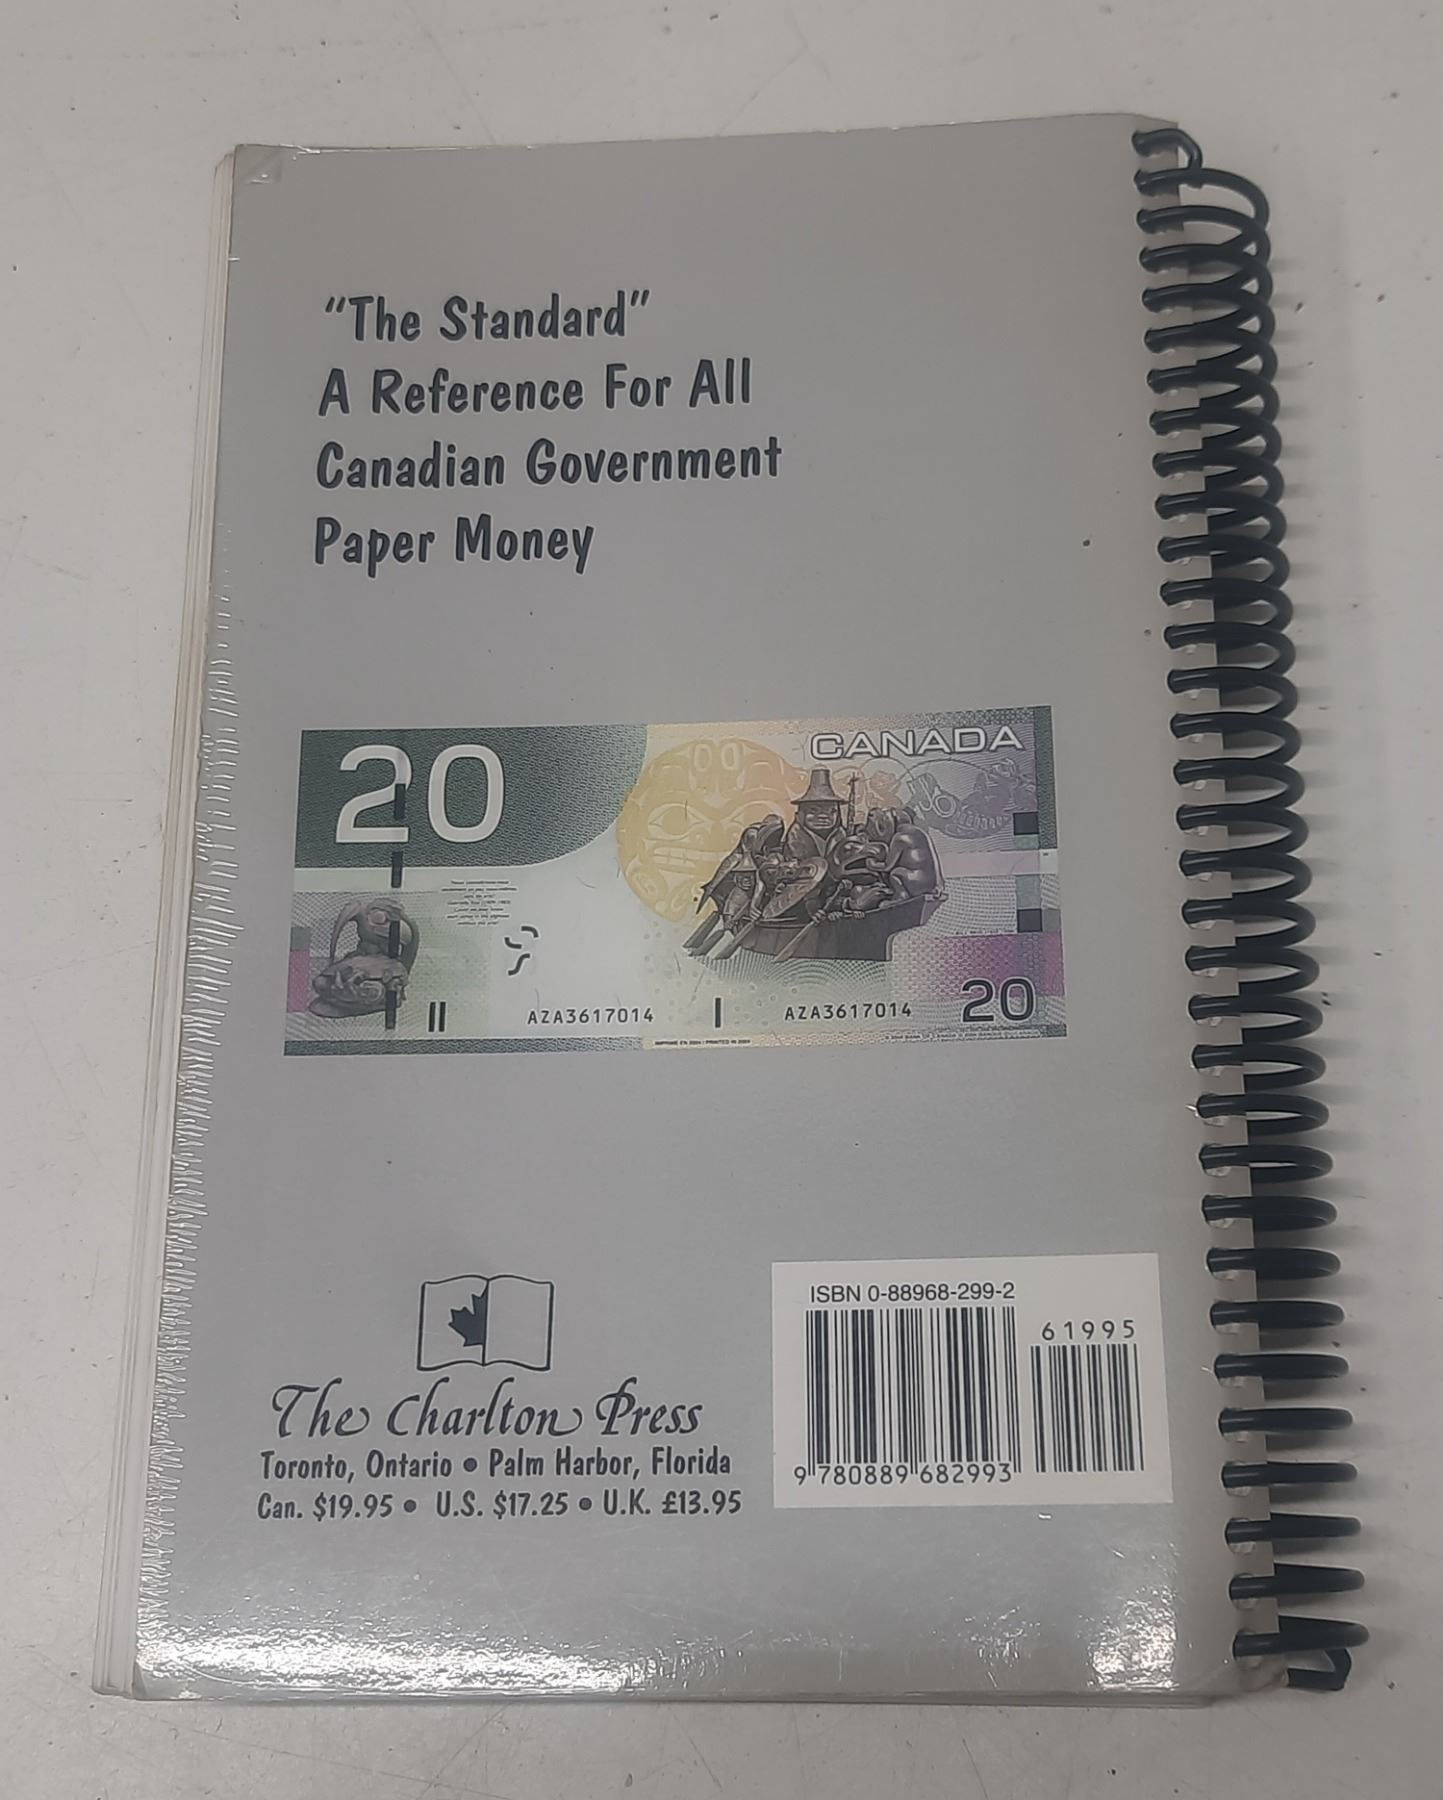 "The Standard"
A Reference For All
Canadian Government
Paper Money
20
CANADA
AZA3617014
AZA3617014
20
ISBN 0-88968-299-2
61995
9 780889 682993
The Charlton Press
Toronto, Ontario • Palm Harbor, Florida
Can. $19.95 • U.S. $17.25 • U.K. £13.95